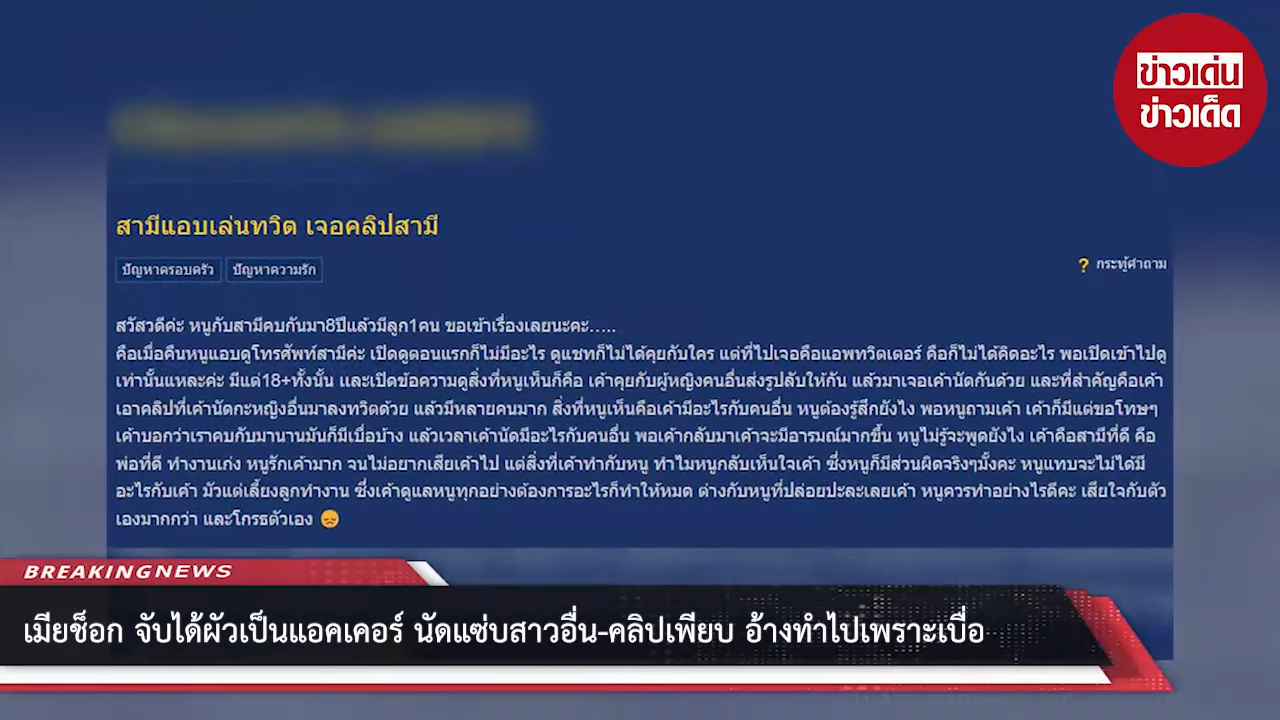 ข่าวเด่น
ข่าวเด็ด
สามีแอบเล่นทวิต เจอคลิปสามี
ปัญหาครอบครัว ปัญหาความรัก
กระทู้คำถาม
สวัสวดีค่ะ หนูกับสามีคบกันมา8ปีแล้วมีลูก1คน ขอเข้าเรื่องเลยนะคะ.....
คือเมื่อคืนหนูแอบดูโทรศัพท์สามีค่ะ เปิดดูตอนแรกก็ไม่มีอะไร ดูแชทก็ไม่ได้คุยกับใคร แต่ที่ไปเจอคือแอพทวิตเตอร์ คือก็ไม่ได้คิดอะไร พอเปิดเข้าไปดู
เท่านั้นแหละค่ะ มีแต่18+ทั้งนั้น และเปิดข้อความดูสิ่งที่หนูเห็นก็คือ เค้าคุยกับผู้หญิงคนอื่นส่งรูปลับให้กัน แล้วมาเจอเค้านัดกันด้วย และที่สำคัญคือเค้า
เอาคลิปที่เค้านัดกะหญิงอื่นมาลงทวิตด้วย แล้วมีหลายคนมาก สิ่งที่หนูเห็นคือเค้ามีอะไรกับคนอื่น หนูต้องรู้สึกยังไง พอหนูถามเค้า เค้าก็มีแต่ขอโทษๆ
เค้าบอกว่าเราคบกับมานานมันก็มีเบื่อบ้าง แล้วเวลาเค้านัดมีอะไรกับคนอื่น พอเค้ากลับมาเค้าจะมีอารมณ์มากขึ้น หนูไม่รู้จะพูดยังไง เค้าคือสามีที่ดี คือ
พ่อที่ดี ทำงานเก่ง หนูรักเค้ามาก จนไม่อยากเสียเค้าไป แต่สิ่งที่เค้าทำกับหนู ทำไมหนูกลับเห็นใจเค้า ซึ่งหนูก็มีส่วนผิดจริงๆมั้งคะ หนูแทบจะไม่ได้มี
อะไรกับเค้า มัวแต่เลี้ยงลูกทำงาน ซึ่งเค้าดูแลหนูทุกอย่างต้องการอะไรก็ทำให้หมด ต่างกับหนูที่ปล่อยปะละเลยเค้า หนูควรทำอย่างไรดีคะ เสียใจกับตัว
เองมากกว่า และโกรธตัวเอง 😞
BREAKINGNEWS
เมียช็อก จับได้ผัวเป็นแอคเคอร์ นัดแซ่บสาวอื่น-คลิปเพียบ อ้างทำไปเพราะเบื่อ